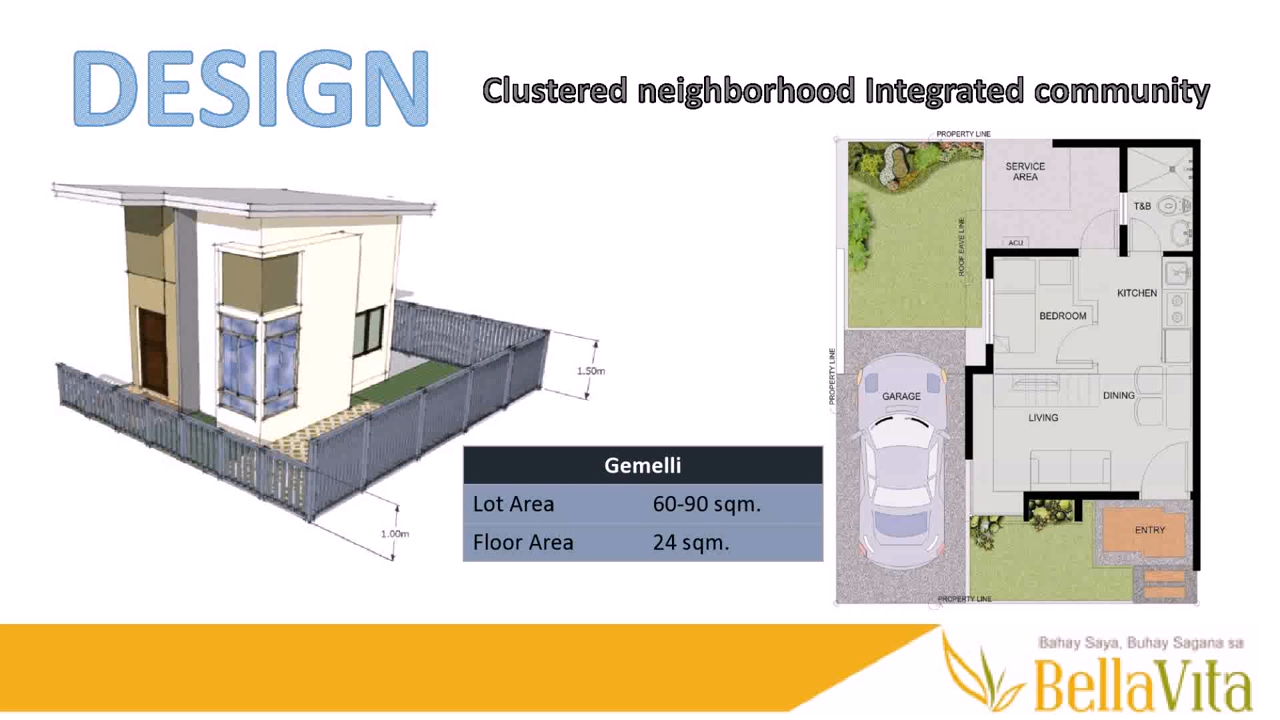 DESIGN
Clustered neighborhood Integrated community
1.50m
1.00m
Gemelli
Lot Area 60-90 sqm.
Floor Area 24 sqm.
PROPERTY LINE
SERVICE
AREA
T&B
ROOF EAVE LINE
ACU
KITCHEN
BEDROOM
PROPERTY LINE
GARAGE
DINING
LIVING
ENTRY
PROPERTY LINE
Bahay Saya, Buhay Sagana sa
BellaVita